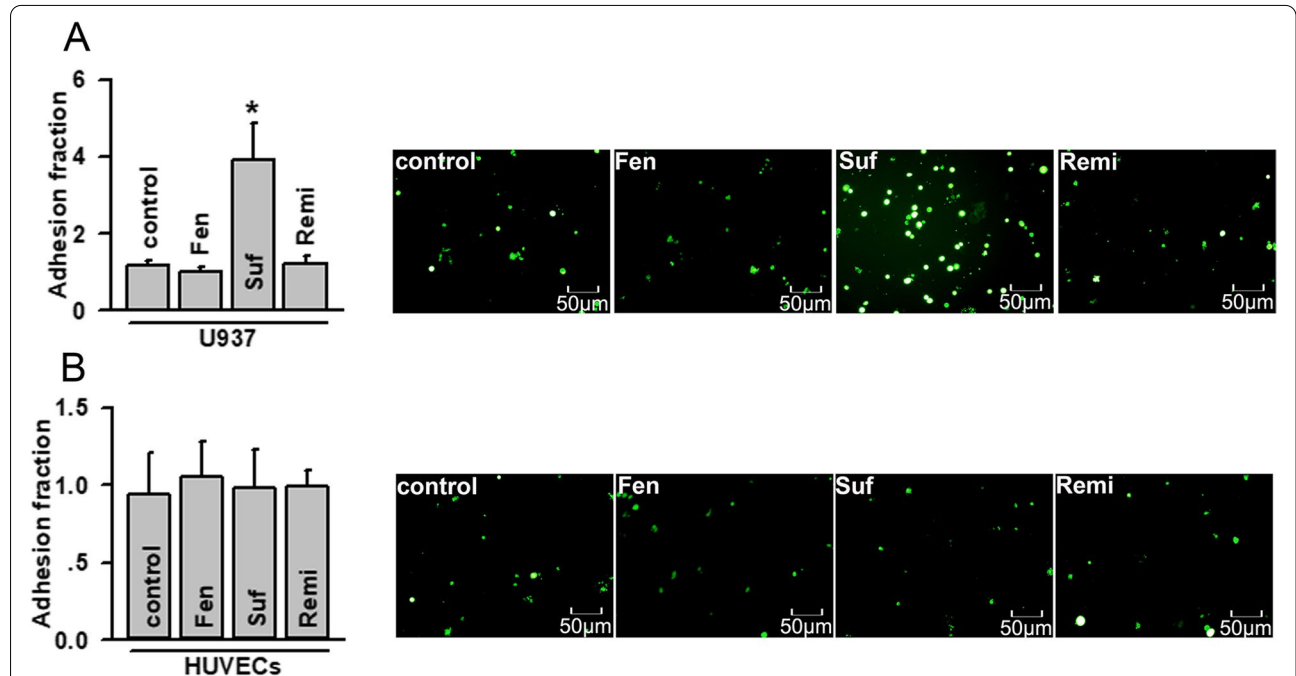 A
Adhesion fraction
6
4
2
0
control
Fen
Suf
Remi
*
U937
control
Fen
Suf
Remi
50µm
50µm
50µm
50µm
B
Adhesion fraction
1.5
1.0
.5
0.0
control
Fen
Suf
Remi
HUVECs
control
Fen
Suf
Remi
50µm
50µm
50µm
50µm